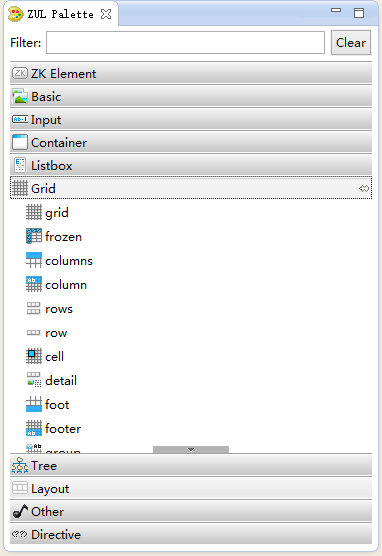 ZUL Palette
Filter:
Clear
ZK Element
Basic
Input
Container
Listbox
Grid
grid
frozen
columns
column
rows
row
cell
detail
foot
footer
group
Tree
Layout
Other
Directive